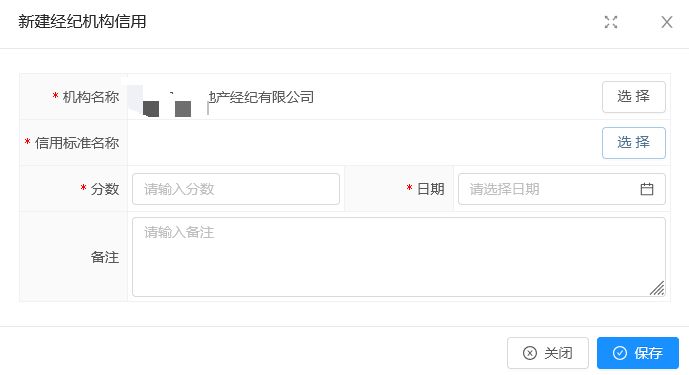 新建经纪机构信用
* 机构名称 产经纪有限公司 选 择
* 信用标准名称 选 择
* 分数 请输入分数 * 日期 请选择日期
备注 请输入备注
关闭 保存